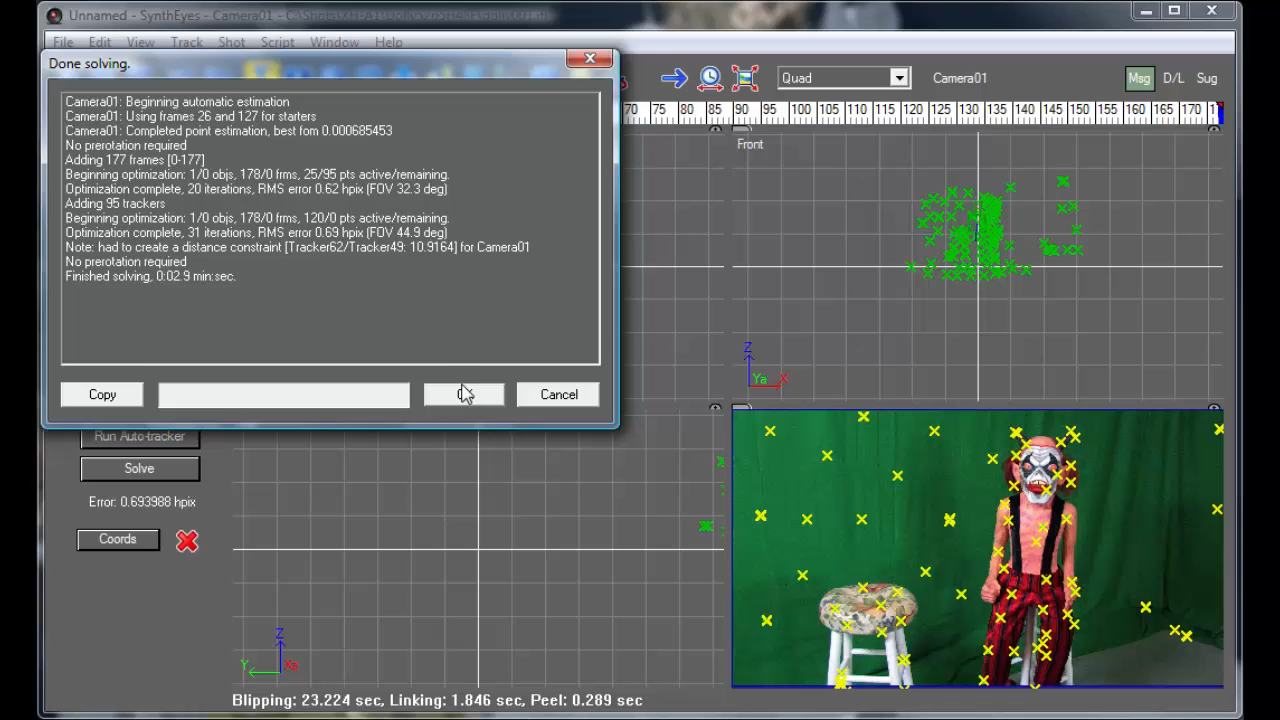 Unnamed - SynthEyes - Camera01 -
File Edit View Track Shot Script Window Help
Done solving.
Camera01: Beginning automatic estimation
Camera01: Using frames 26 and 127 for starters
Camera01: Completed point estimation, best fom 0.000685453
No prerotation required
Adding 177 frames [0-177]
Beginning optimization: 1/0 objs, 178/0 frms, 25/95 pts active/remaining.
Optimization complete, 20 iterations, RMS error 0.62 hpix (FOV 32.3 deg)
Adding 95 trackers
Beginning optimization: 1/0 objs, 178/0 frms, 120/0 pts active/remaining.
Optimization complete, 31 iterations, RMS error 0.69 hpix (FOV 44.9 deg)
Note: had to create a distance constraint [Tracker62/Tracker49: 10.9164] for Camera01
No prerotation required
Finished solving, 0:02.9 min:sec.
Copy Cancel
Quad Camera01 Msg D/L Sug
70 75 80 85 90 95 100 105 110 115 120 125 130 135 140 145 150 155 160 165 170 1
Front
Z
Ya X
Run Auto-tracker
Solve
Error: 0.693988 hpix
Coords
Z
Y Xs
Blipping: 23.224 sec, Linking: 1.846 sec, Peel: 0.289 sec